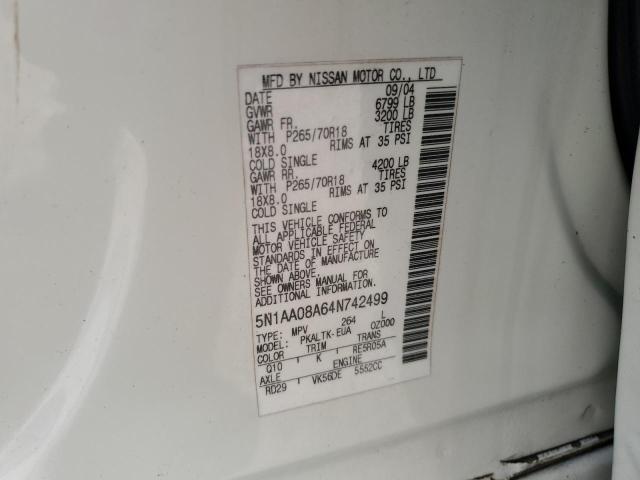 MFD BY NISSAN MOTOR CO., LTD
DATE 09/04
GVWR 6799 LB
GAWR FR. 3200 LB
WITH P265/70R18 TIRES
18X8.0 RIMS AT 35 PSI
COLD SINGLE
GAWR RR. 4200 LB
WITH P265/70R18 TIRES
18X8.0 RIMS AT 35 PSI
COLD SINGLE
THIS VEHICLE CONFORMS TO
ALL APPLICABLE FEDERAL
MOTOR VEHICLE SAFETY
STANDARDS IN EFFECT ON
THE DATE OF MANUFACTURE
SHOWN ABOVE.
SEE OWNERS MANUAL FOR
ADDITIONAL INFORMATION.
5N1AA08A64N742499
TYPE: MPV 264 L
MODEL: PKALTK-EUA OZ000
COLOR TRIM TRANS
Q10 K RE5R05A
AXLE ENGINE
RD29 VK56DE 5552CC